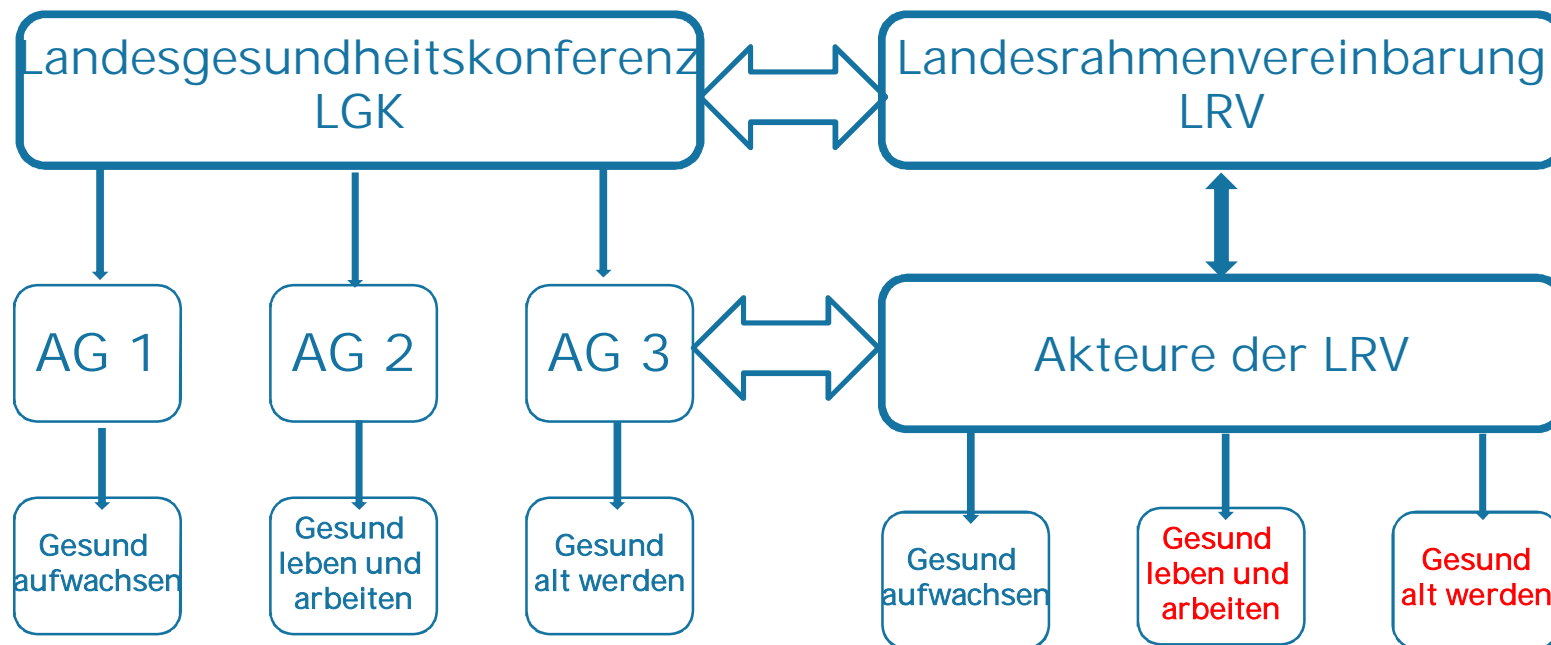 Landesgesundheitskonferenz
LGK
Landesrahmenvereinbarung
LRV
AG 1
AG 2
AG 3
Akteure der LRV
Gesund
aufwachsen
Gesund
leben und
arbeiten
Gesund
alt werden
Gesund
aufwachsen
Gesund
leben und
arbeiten
Gesund
alt werden